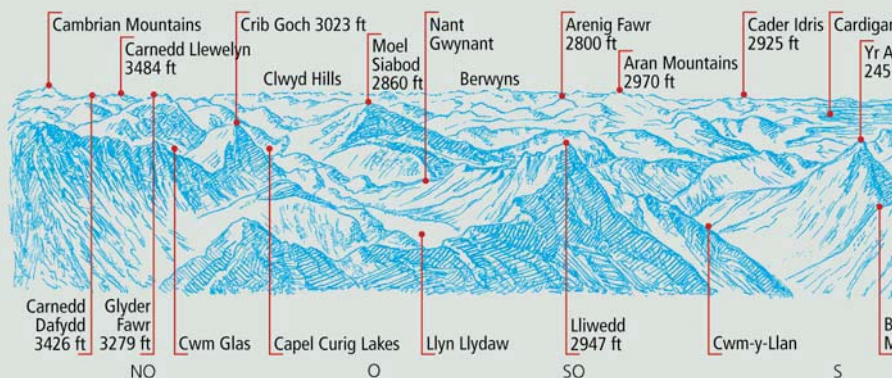 Cambrian Mountains
Carnedd Llewelyn
3484 ft
Crib Goch 3023 ft
Clwyd Hills
Moel
Siabod
2860 ft
Nant
Gwynant
Berwyns
Arenig Fawr
2800 ft
Aran Mountains
2970 ft
Cader Idris
2925 ft
Cardigan
Yr A
245
Carnedd
Dafydd
3426 ft
Glyder
Fawr
3279 ft
Cwm Glas
Capel Curig Lakes
Llyn Llydaw
Lliwedd
2947 ft
Cwm-y-Llan
B
M
NO
O
SO
S